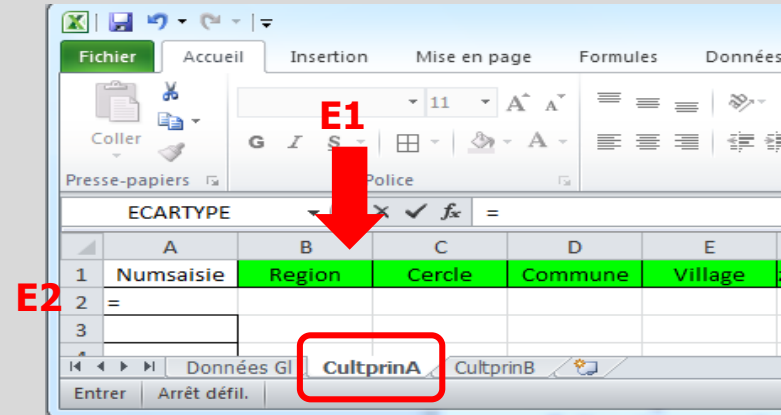 Fichier Accueil Insertion Mise en page Formules Données
Coller
11 A A
G I S A
Presse-papiers Police
E1
ECARTYPE fx =
A B C D E
1 Numsaisie Region Cercle Commune Village
E2
2 =
3
Données Gl CultprinA CultprinB
Entrer Arrêt défil.